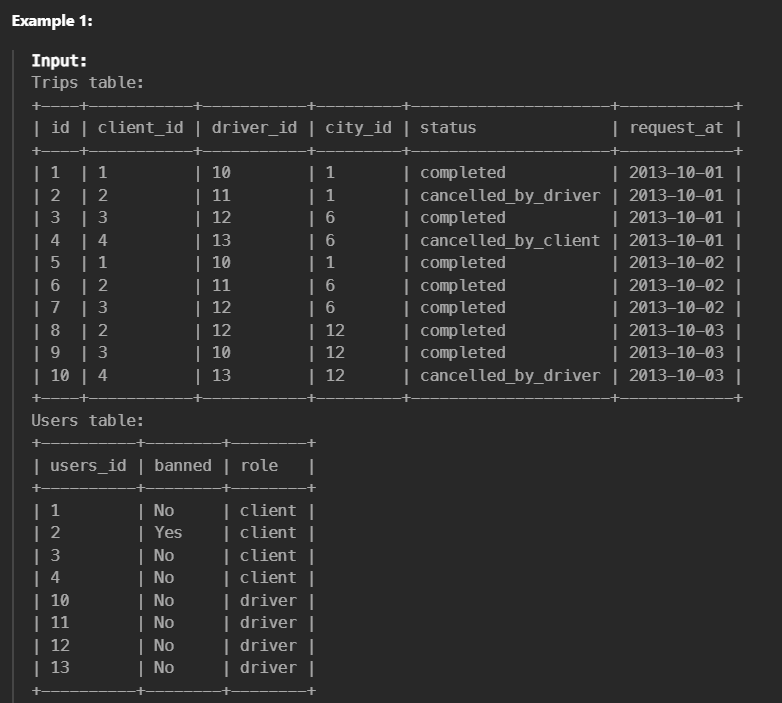 Example 1:
Input:
Trips table:
+----+-----------+-----------+---------+---------------------+------------+
| id | client_id | driver_id | city_id | status              | request_at |
+----+-----------+-----------+---------+---------------------+------------+
| 1  | 1         | 10        | 1       | completed           | 2013-10-01 |
| 2  | 2         | 11        | 1       | cancelled_by_driver | 2013-10-01 |
| 3  | 3         | 12        | 6       | completed           | 2013-10-01 |
| 4  | 4         | 13        | 6       | cancelled_by_client | 2013-10-01 |
| 5  | 1         | 10        | 1       | completed           | 2013-10-02 |
| 6  | 2         | 11        | 6       | completed           | 2013-10-02 |
| 7  | 3         | 12        | 6       | completed           | 2013-10-02 |
| 8  | 2         | 12        | 12      | completed           | 2013-10-03 |
| 9  | 3         | 10        | 12      | completed           | 2013-10-03 |
| 10 | 4         | 13        | 12      | cancelled_by_driver | 2013-10-03 |
+----+-----------+-----------+---------+---------------------+------------+
Users table:
+----------+--------+--------+
| users_id | banned | role   |
+----------+--------+--------+
| 1        | No     | client |
| 2        | Yes    | client |
| 3        | No     | client |
| 4        | No     | client |
| 10       | No     | driver |
| 11       | No     | driver |
| 12       | No     | driver |
| 13       | No     | driver |
+----------+--------+--------+